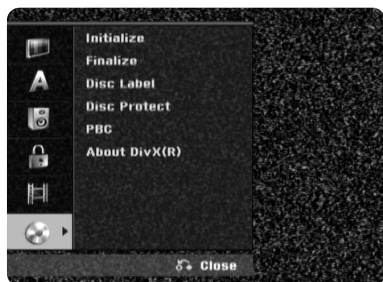 Initialize
Finalize
Disc Label
Disc Protect
PBC
About DivX(R)
Close